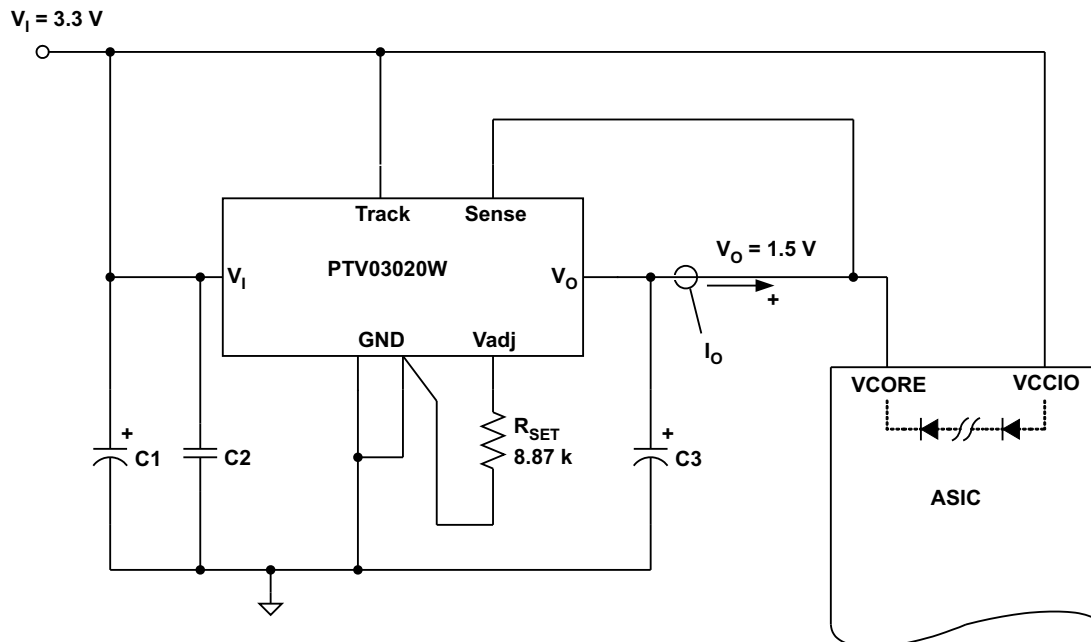 VI = 3.3 V
Track
Sense
PTV03020W
VI
VO
VO = 1.5 V
+
GND
Vadj
IO
VCORE
VCCIO
RSET
8.87 k
+
C1
C2
+
C3
ASIC